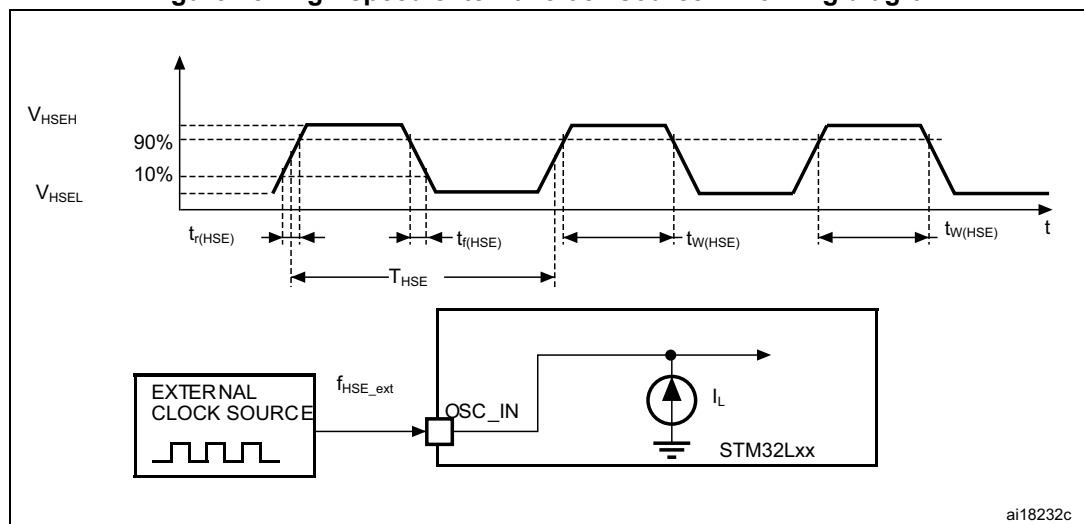 V_HSEH
90%
10%
V_HSEL
t_r(HSE)
t_f(HSE)
t_W(HSE)
t_W(HSE)
t
T_HSE
EXTERNAL
CLOCK SOURCE
f_HSE_ext
OSC_IN
I_L
STM32Lxx
ai18232c